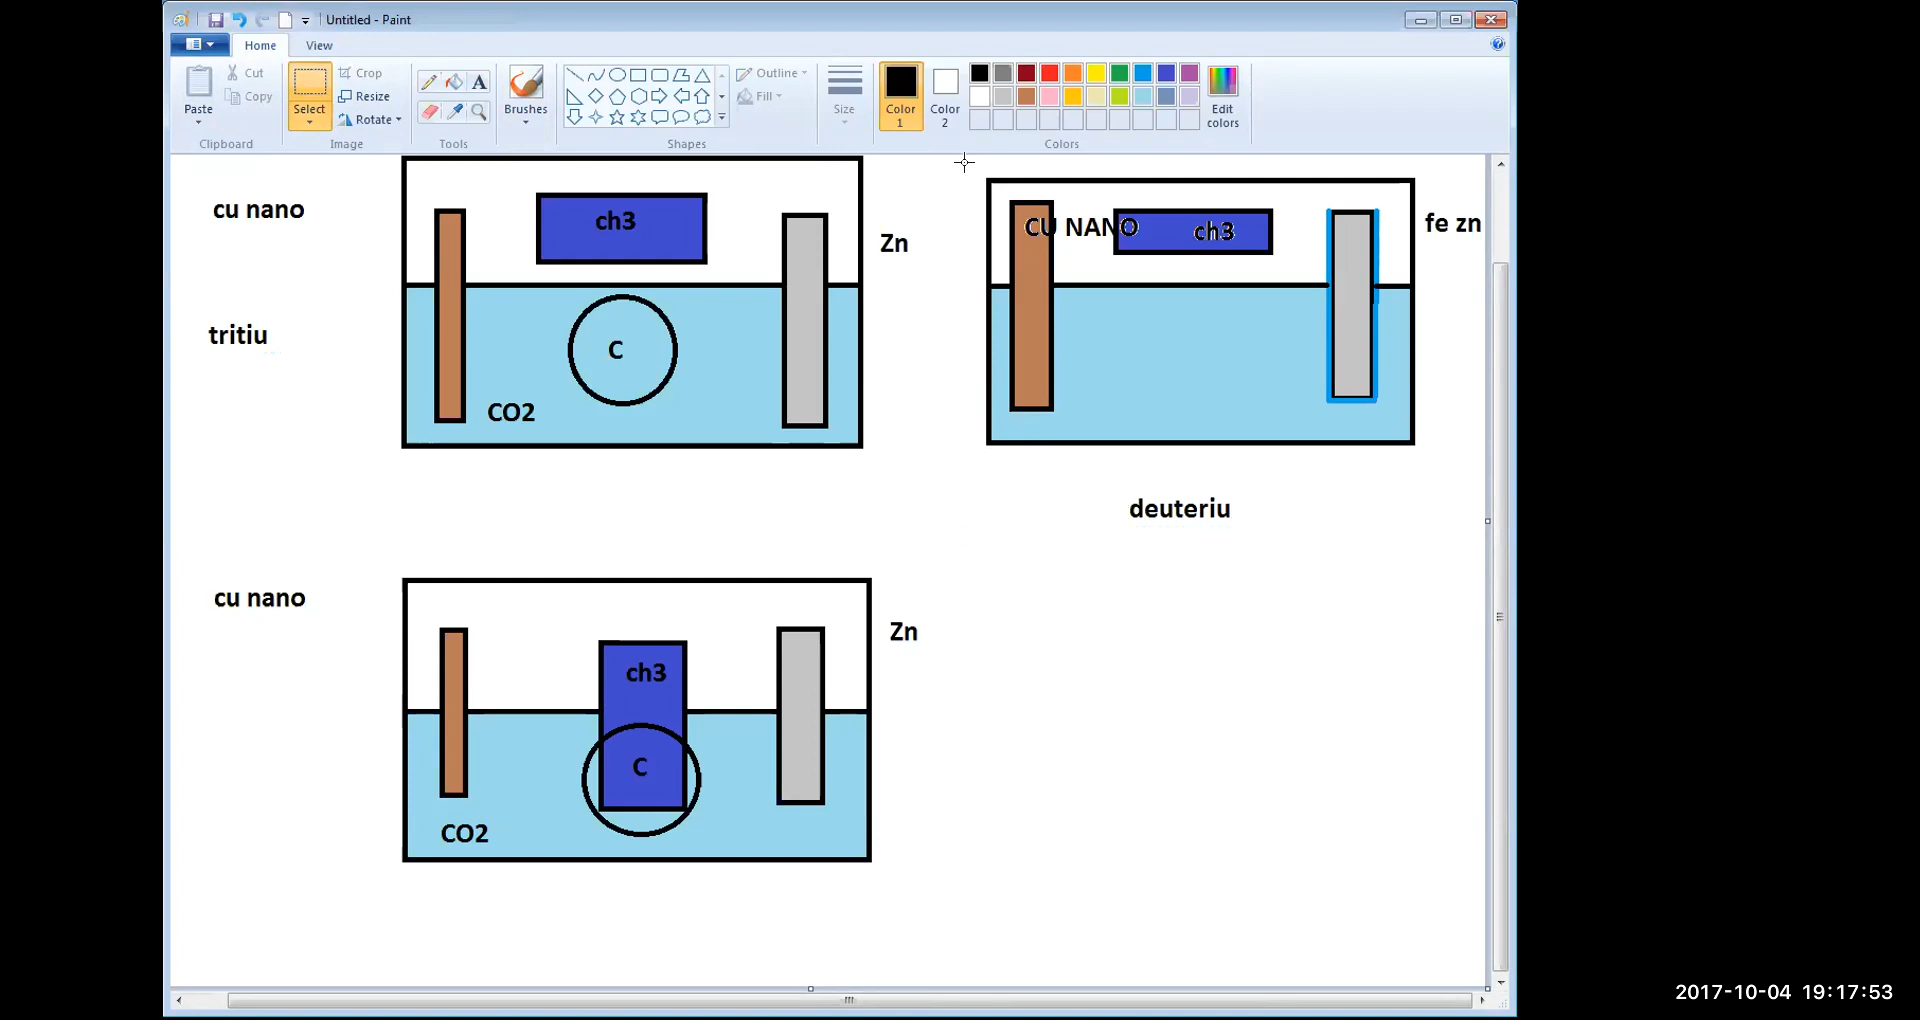 Untitled - Paint
Home
View
Paste
Cut
Copy
Clipboard
Select
Crop
Resize
Rotate
Image
A
Tools
Brushes
Shapes
Outline
Fill
Size
Color
1
Color
2
Edit
colors
Colors
cu nano
ch3
Zn
tritiu
C
CO2
CU NANO
ch3
fe zn
deuteriu
cu nano
ch3
Zn
C
CO2
2017-10-04 19:17:53